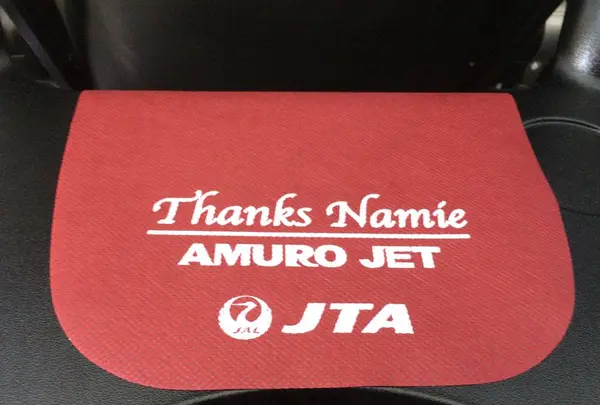 Thanks Namie
AMURO JET
JAL JTA